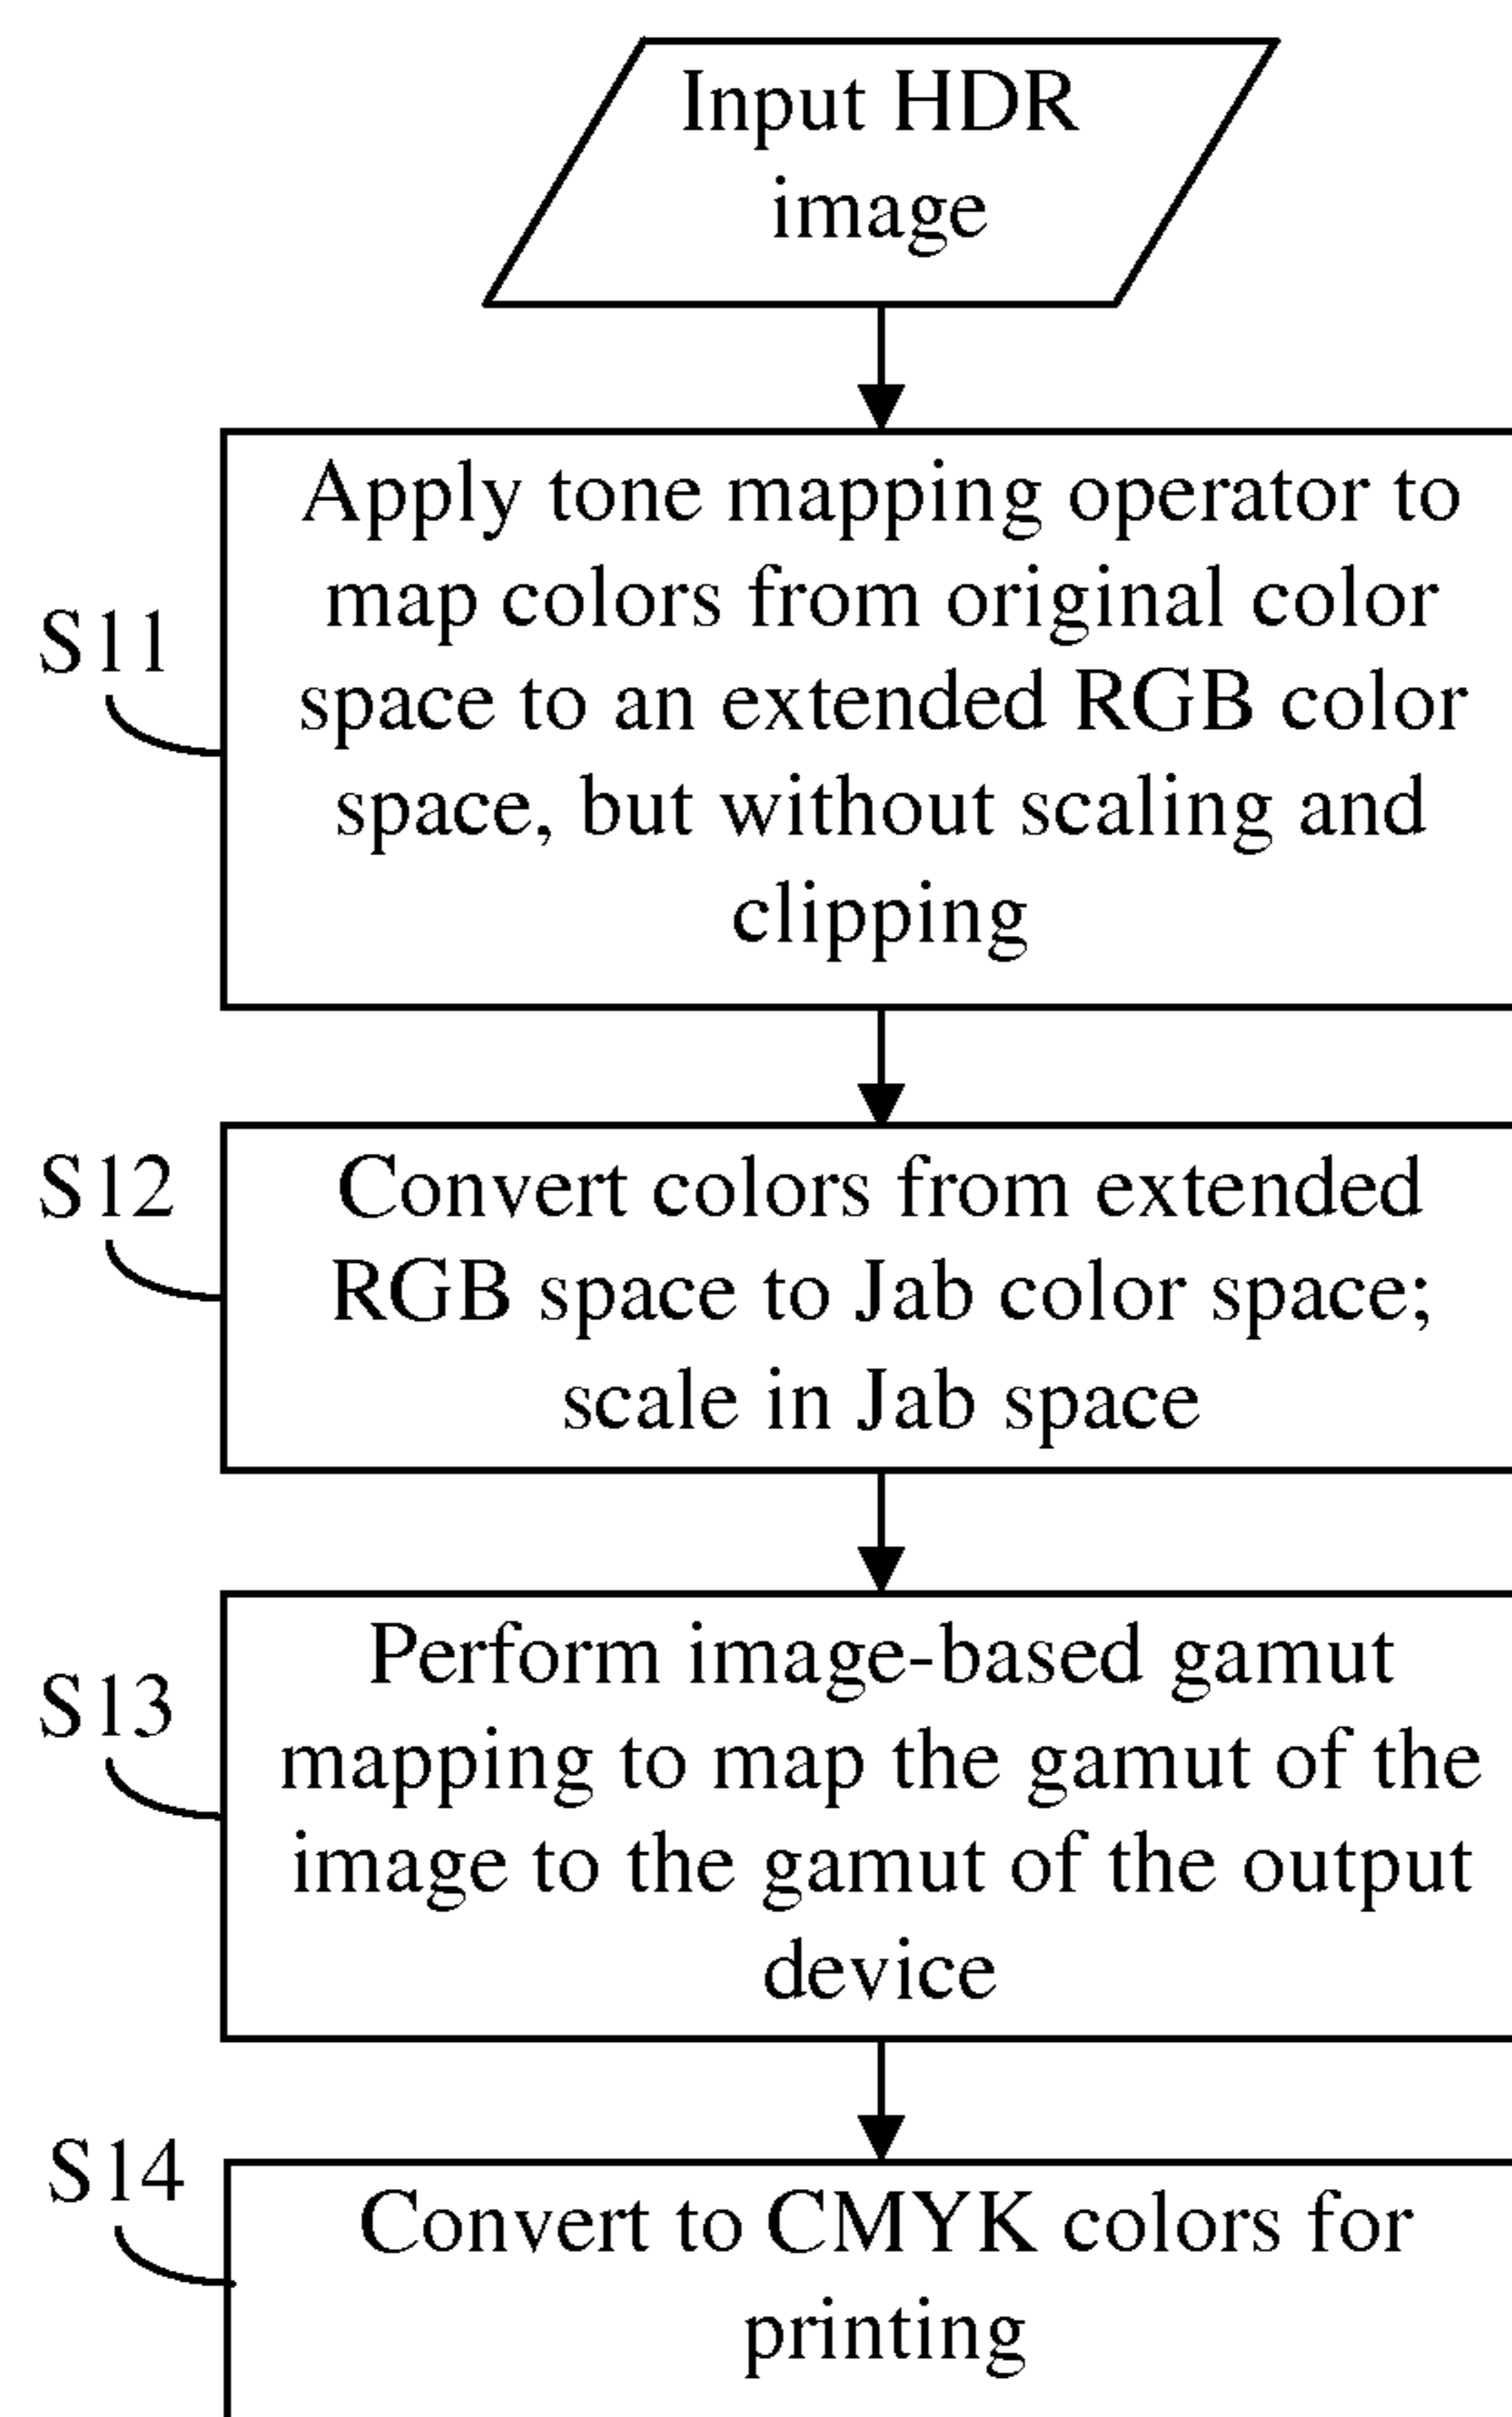 Input HDR
image
Apply tone mapping operator to
map colors from original color
S11
space to an extended RGB color
space, but without scaling and
clipping
S12
Convert colors from extended
RGB space to Jab color space;
scale in Jab space
Perform image-based gamut
S13
mapping to map the gamut of the
image to the gamut of the output
device
S14
Convert to CMYK colors for
printing